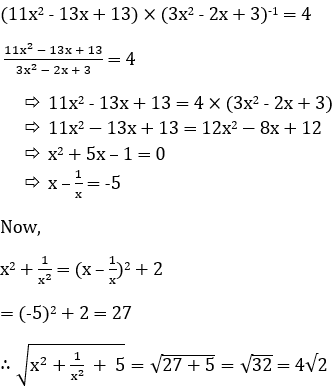 (11x² - 13x + 13) × (3x² - 2x + 3)⁻¹ = 4
(11x² − 13x + 13)/(3x² − 2x + 3) = 4
⇨ 11x² - 13x + 13 = 4 × (3x² - 2x + 3)
⇨ 11x² − 13x + 13 = 12x² − 8x + 12
⇨ x² + 5x – 1 = 0
⇨ x – 1/x = -5
Now,
x² + 1/x² = (x – 1/x)² + 2
= (-5)² + 2 = 27
∴ √(x² + 1/x² + 5) = √(27 + 5) = √32 = 4√2